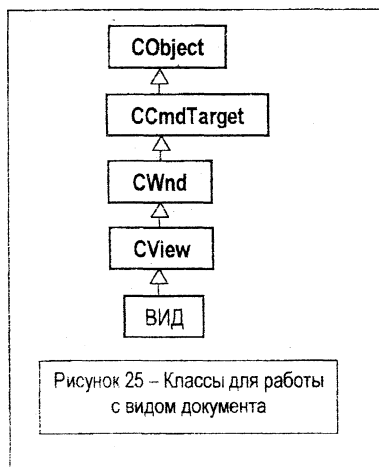 CObject
CCmdTarget
CWnd
CView
ВИД
Рисунок 25 – Классы для работы
с видом документа